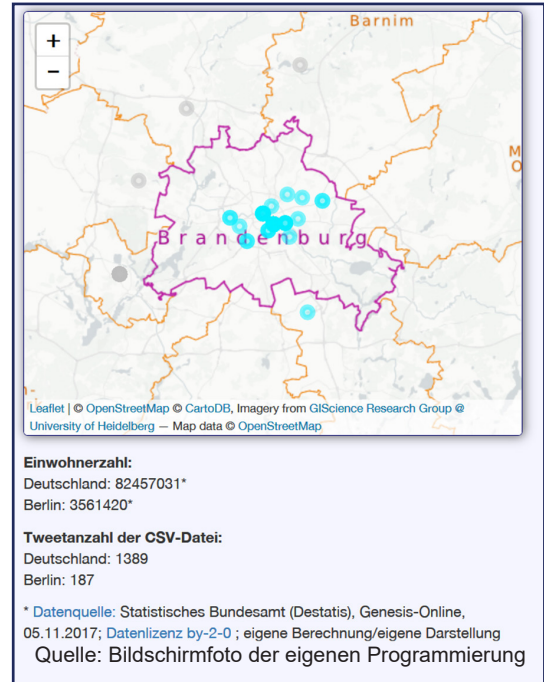 Barnim
+
−
M
O
Brandenburg
Leaflet | © OpenStreetMap © CartoDB, Imagery from GIScience Research Group @
University of Heidelberg — Map data © OpenStreetMap
Einwohnerzahl:
Deutschland: 82457031*
Berlin: 3561420*
Tweetanzahl der CSV-Datei:
Deutschland: 1389
Berlin: 187
* Datenquelle: Statistisches Bundesamt (Destatis), Genesis-Online,
05.11.2017; Datenlizenz by-2-0 ; eigene Berechnung/eigene Darstellung
Quelle: Bildschirmfoto der eigenen Programmierung